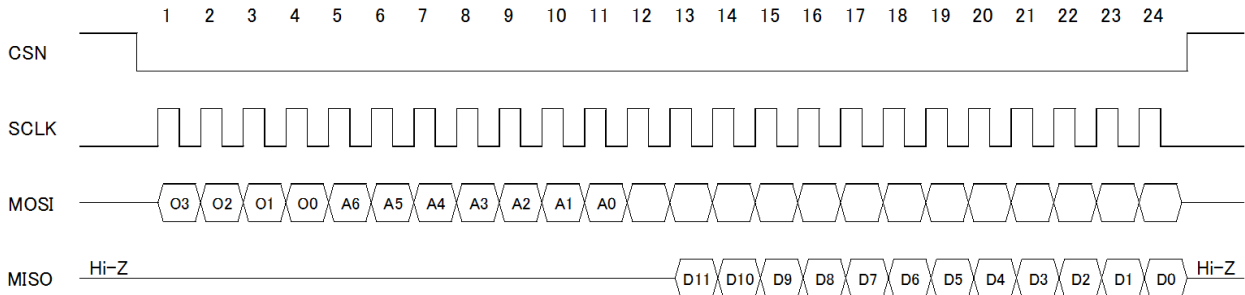 1 2 3 4 5 6 7 8 9 10 11 12 13 14 15 16 17 18 19 20 21 22 23 24
CSN
SCLK
MOSI O3 O2 O1 O0 A6 A5 A4 A3 A2 A1 A0
MISO Hi-Z D11 D10 D9 D8 D7 D6 D5 D4 D3 D2 D1 D0 Hi-Z